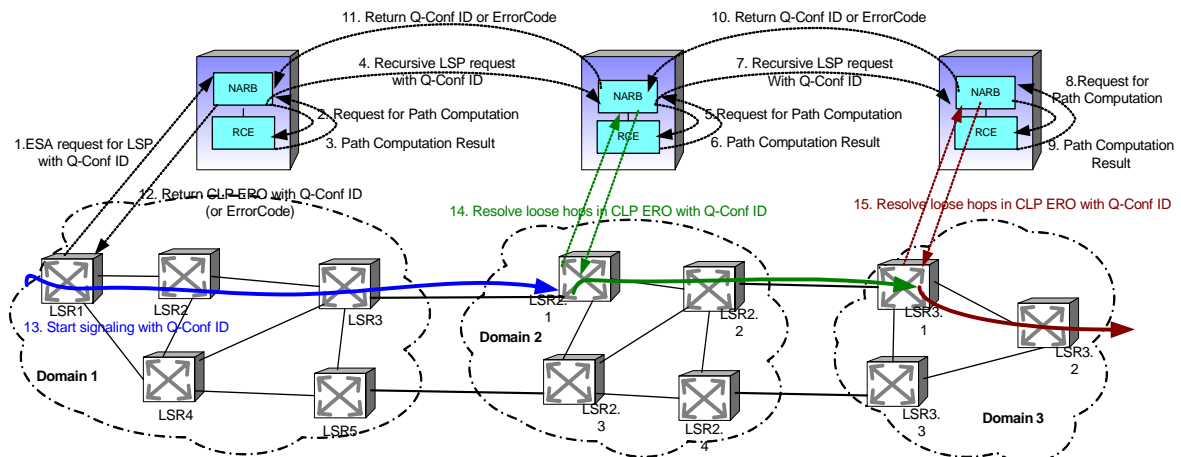 11. Return Q-Conf ID or ErrorCode
10. Return Q-Conf ID or ErrorCode
4. Recursive LSP request
with Q-Conf ID
7. Recursive LSP request
With Q-Conf ID
NARB
NARB
NARB
8.Request for
Path Computation
2. Request for Path Computation
5.Request for Path Computation
RCE
RCE
RCE
1.ESA request for LSP
with Q-Conf ID
3. Path Computation Result
6. Path Computation Result
9. Path Computation
Result
12. Return CLP ERO with Q-Conf ID
(or ErrorCode)
14. Resolve loose hops in CLP ERO with Q-Conf ID
15. Resolve loose hops in CLP ERO with Q-Conf ID
LSR1
LSR2
LSR3
LSR2.
1
LSR2.
2
LSR3.
1
LSR3.
2
13. Start signaling with Q-Conf ID
Domain 1
Domain 2
Domain 3
LSR4
LSR5
LSR2.
3
LSR2.
4
LSR3.
3